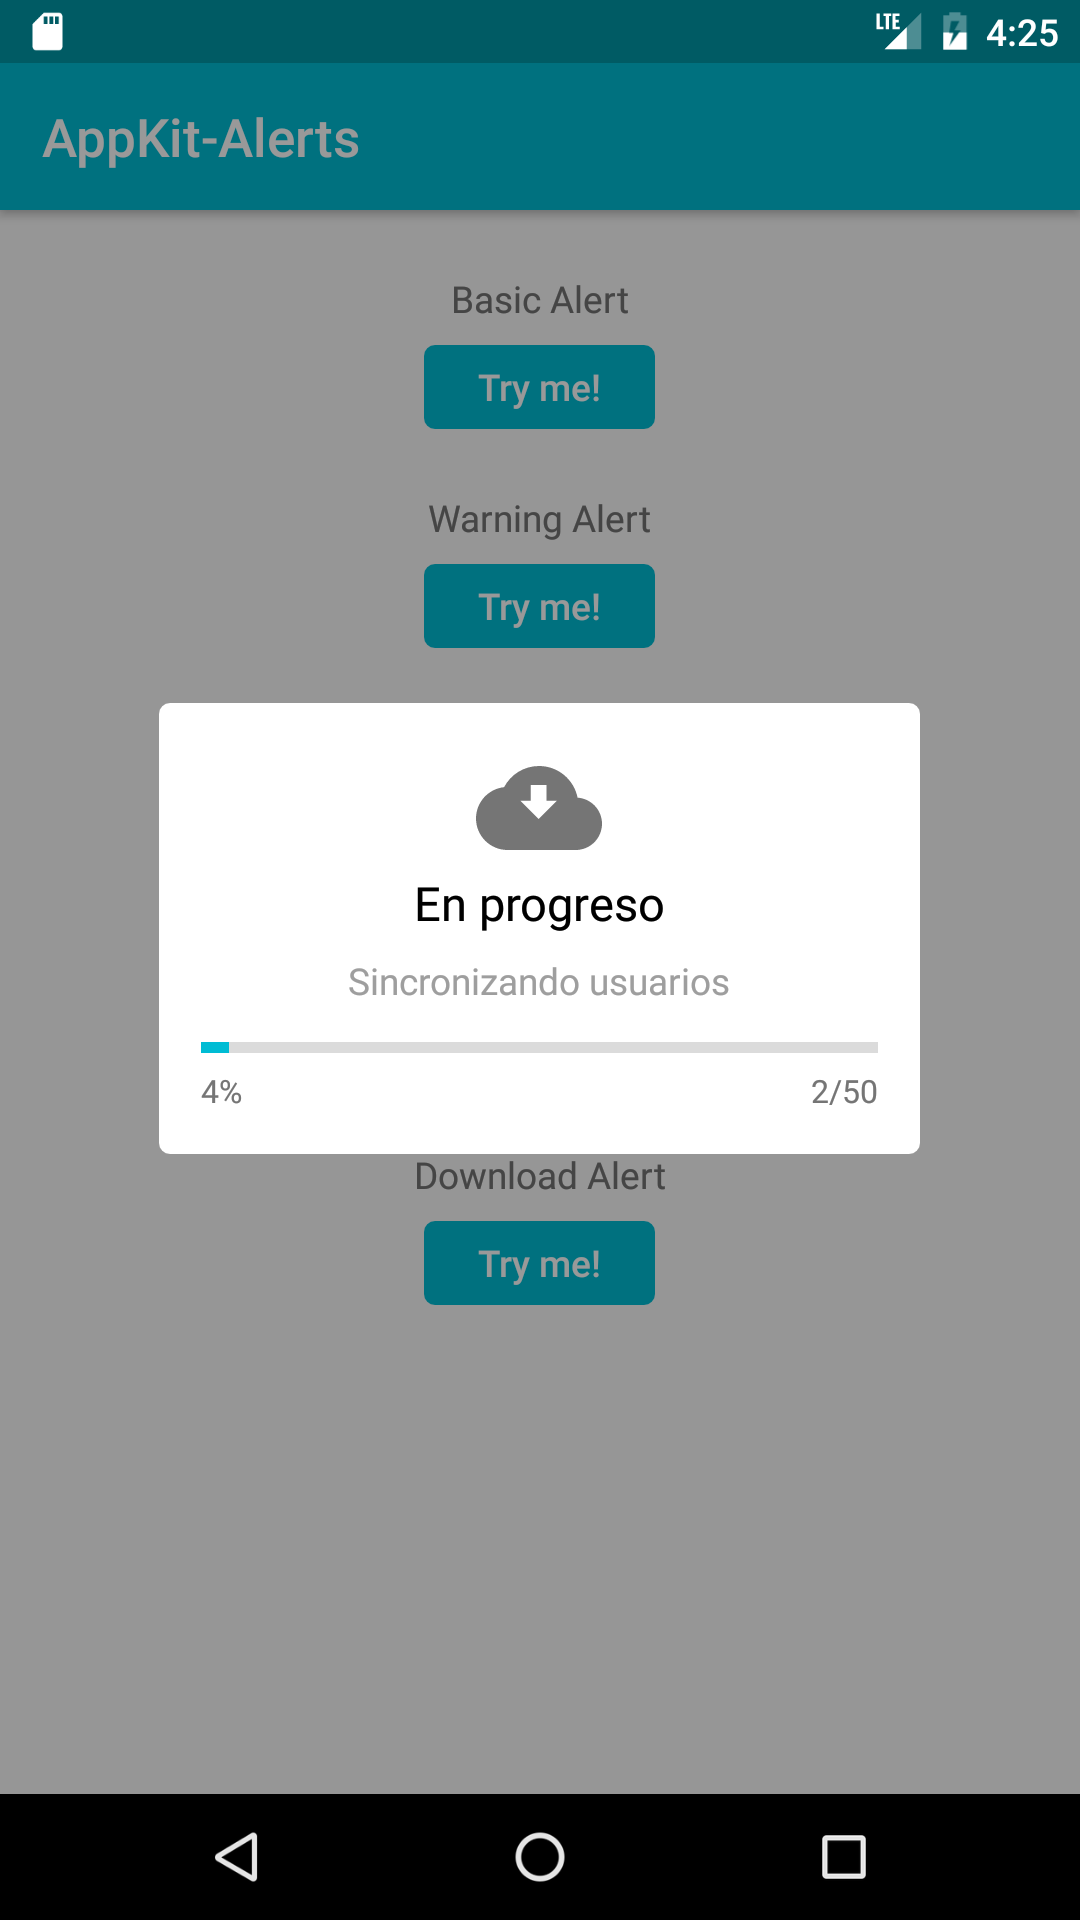 LTE 4:25
AppKit-Alerts
Basic Alert
Try me!
Warning Alert
Try me!
En progreso
Sincronizando usuarios
4% 2/50
Download Alert
Try me!